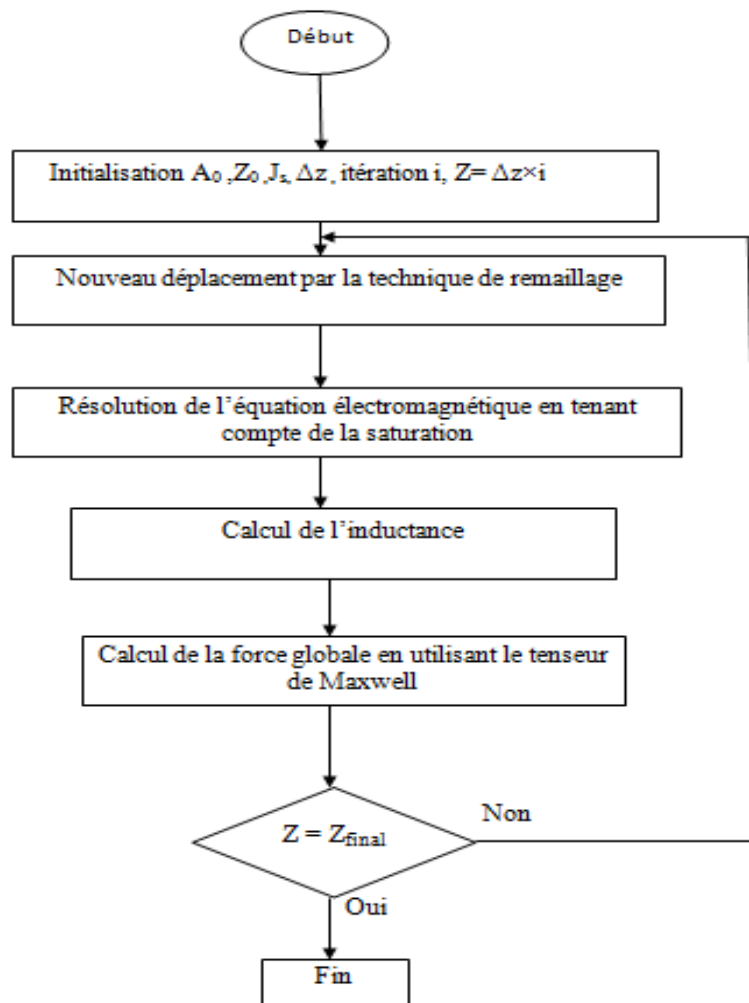 Début
Initialisation A₀ ,Z₀ ,Jₛ, Δz , itération i, Z= Δz×i
Nouveau déplacement par la technique de remaillage
Résolution de l’équation électromagnétique en tenant
compte de la saturation
Calcul de l’inductance
Calcul de la force globale en utilisant le tenseur
de Maxwell
Z = Zfinal
Non
Oui
Fin